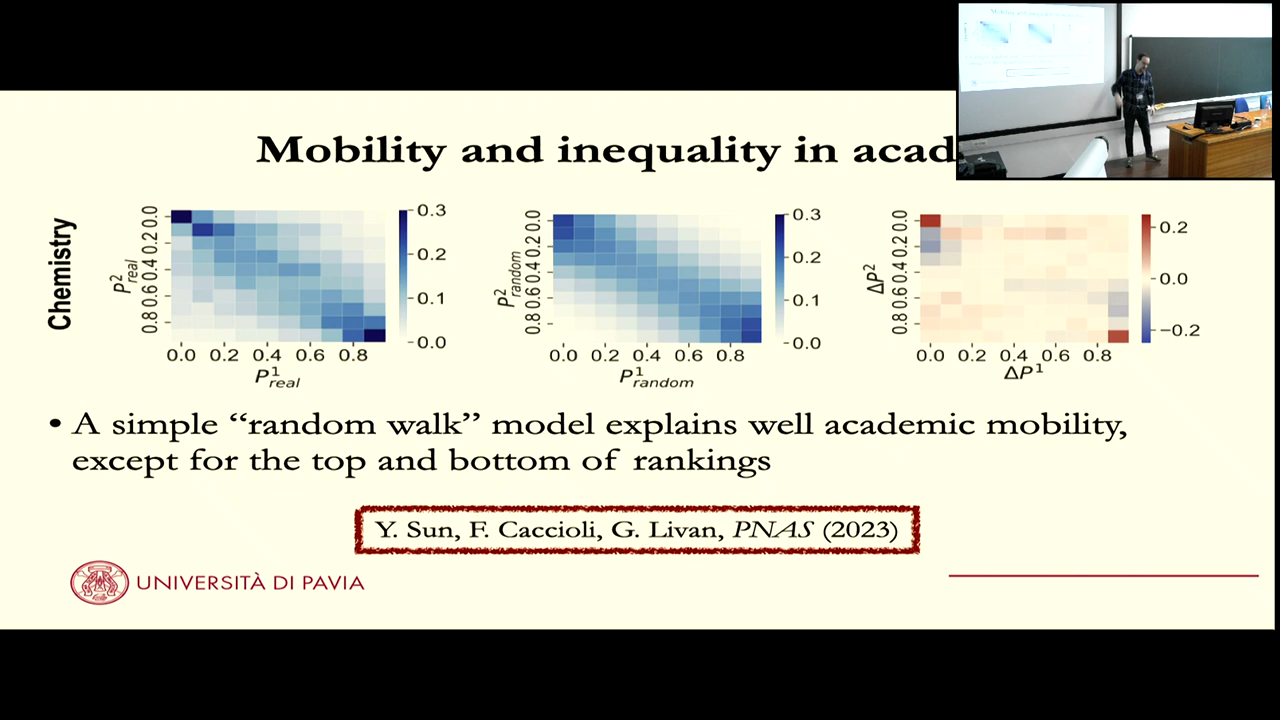 Mobility and inequality in acad
Chemistry
P²real
0.0 0.2 0.4 0.6 0.8
0.0 0.2 0.4 0.6 0.8
P¹real
0.3
0.2
0.1
0.0
P²random
0.0 0.2 0.4 0.6 0.8
0.0 0.2 0.4 0.6 0.8
P¹random
0.3
0.2
0.1
0.0
ΔP²
0.0 0.2 0.4 0.6 0.8
0.0 0.2 0.4 0.6 0.8
ΔP¹
0.2
0.0
−0.2
• A simple “random walk” model explains well academic mobility,
except for the top and bottom of rankings
Y. Sun, F. Caccioli, G. Livan, PNAS (2023)
UNIVERSITÀ DI PAVIA